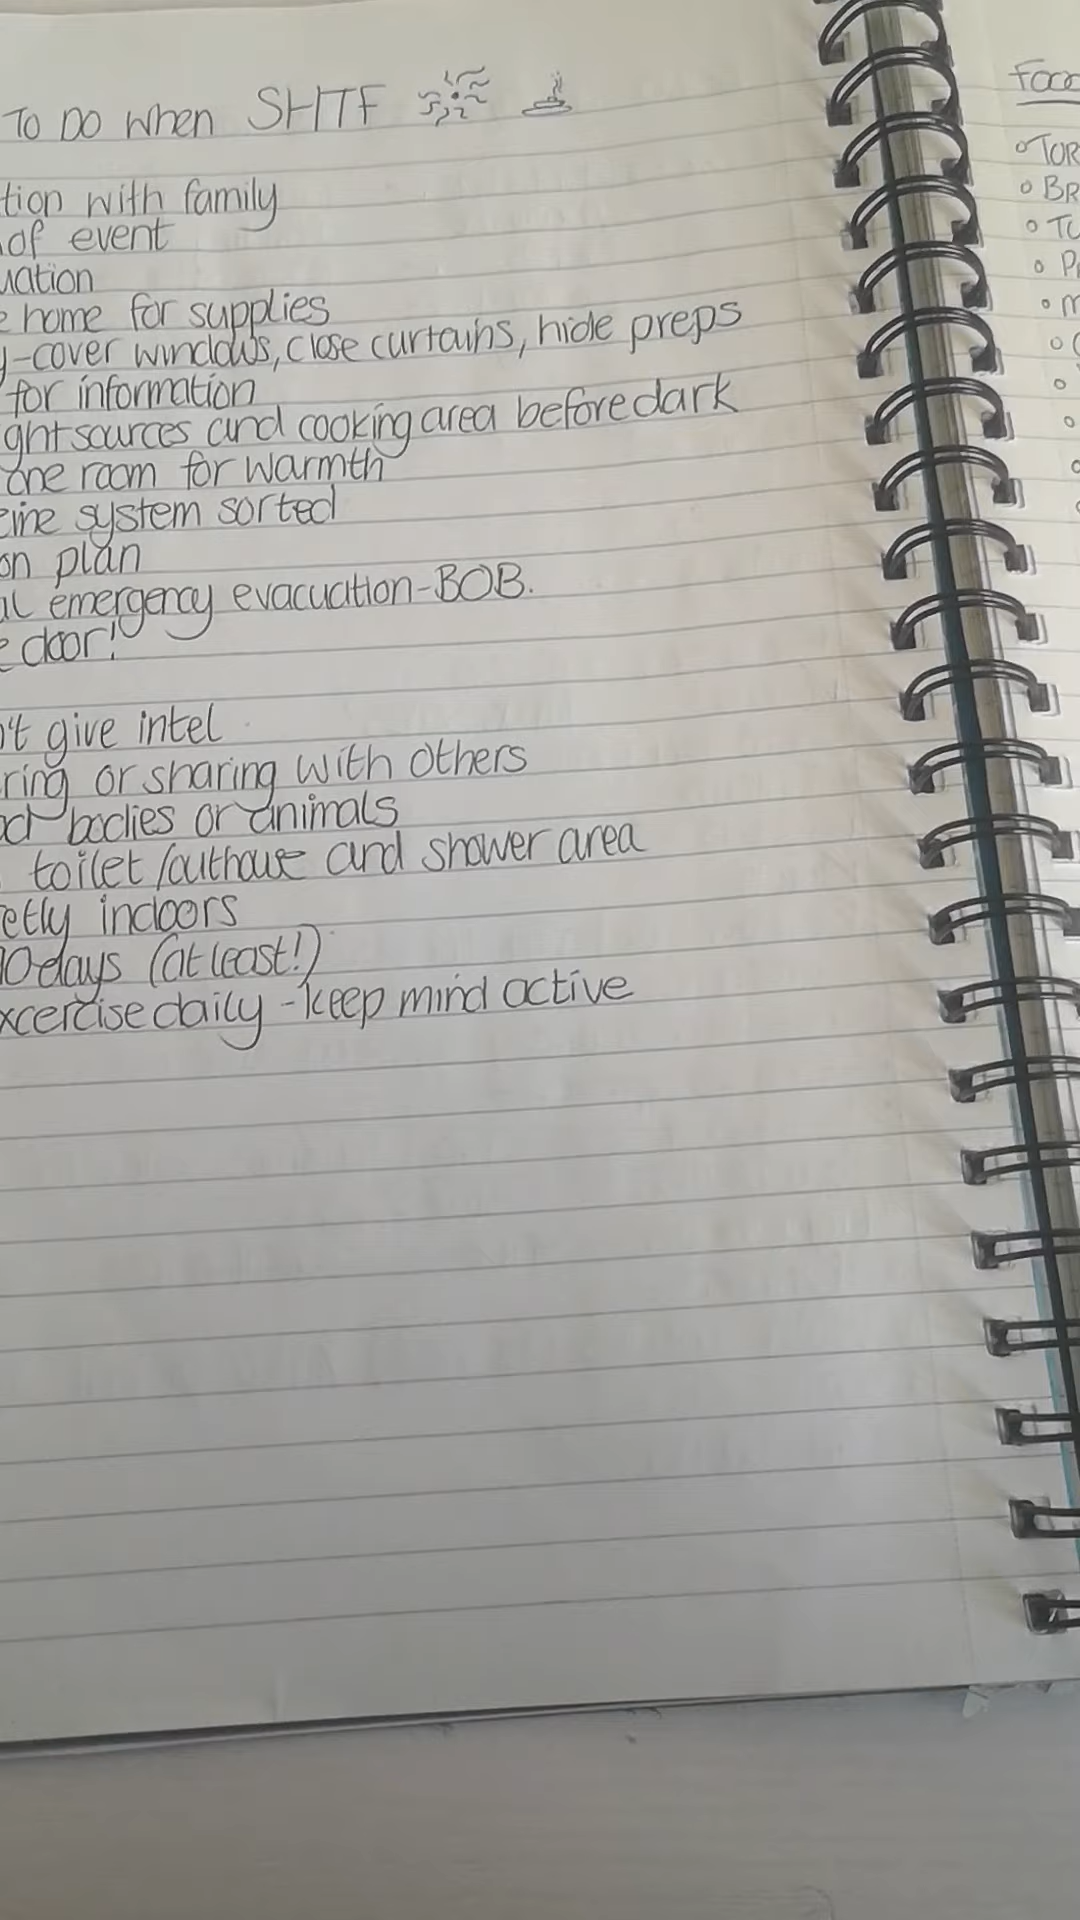 To Do when SHTF
tion with family
of event
uation
e home for supplies
y-cover windows, close curtains, hide preps
for information
ght sources and cooking area before dark
one room for warmth
eine system sorted
on plan
al emergency evacuation-BOB.
e door!
n't give intel
ring or sharing with others
bodies or animals
toilet/outhouse and shower area
etly indoors
10 days (at least!)
xcercise daily - keep mind active
Foo
TOR
BR
TU
P
m